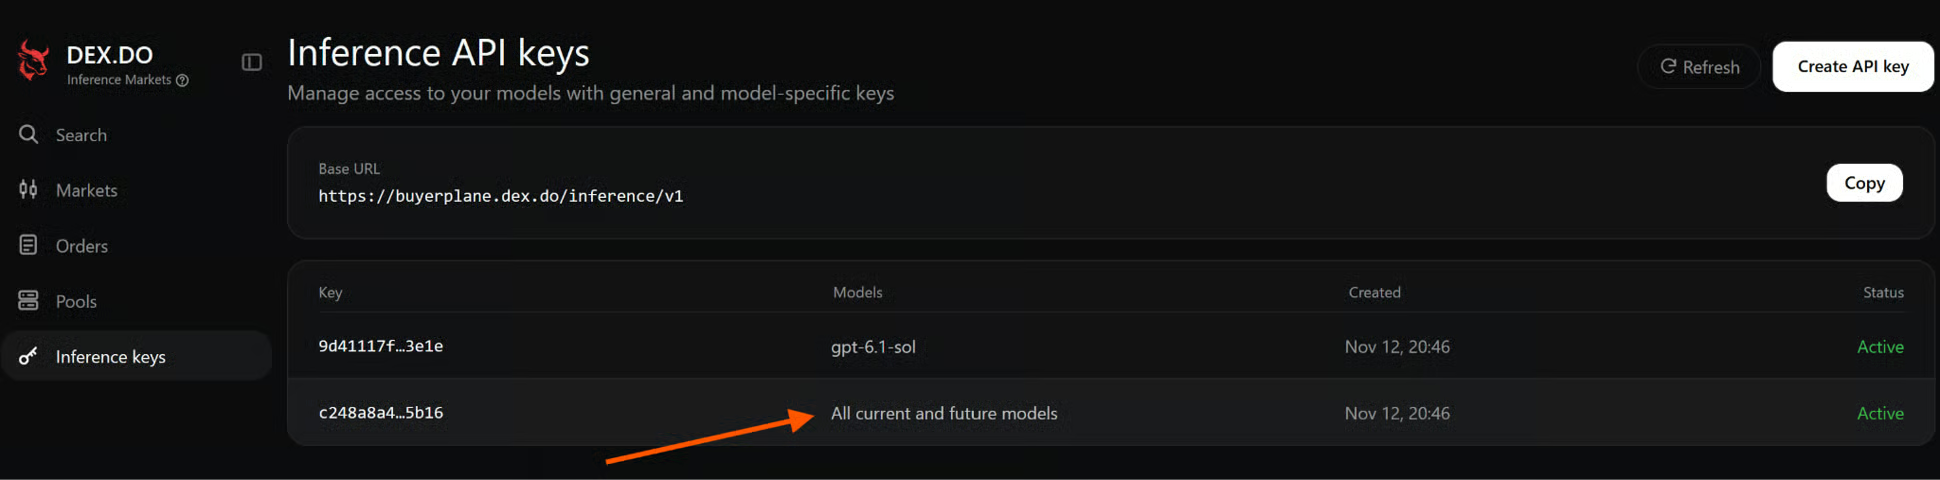 DEX.DO
Inference Markets
Search
Markets
Orders
Pools
Inference keys
Inference API keys
Manage access to your models with general and model-specific keys
Refresh
Create API key
Base URL
https://buyerplane.dex.do/inference/v1
Copy
Key Models Created Status
9d41117f…3e1e gpt-6.1-sol Nov 12, 20:46 Active
c248a8a4…5b16 All current and future models Nov 12, 20:46 Active